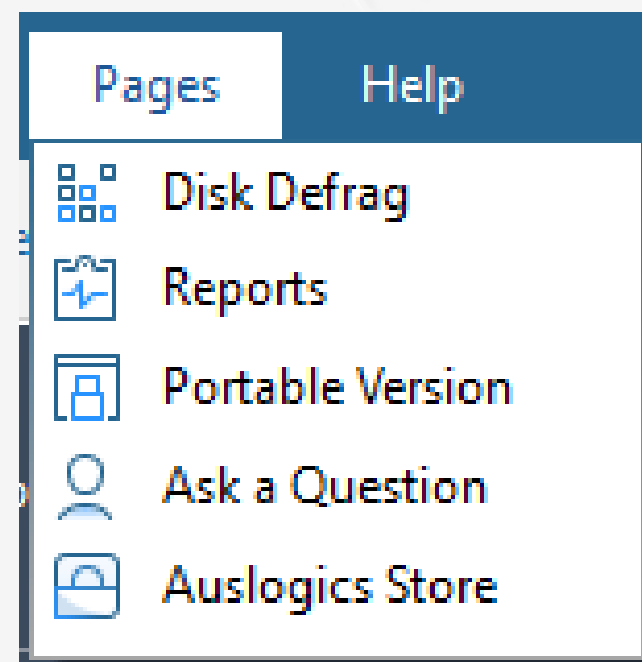 Pages Help
Disk Defrag
Reports
Portable Version
Ask a Question
Auslogics Store